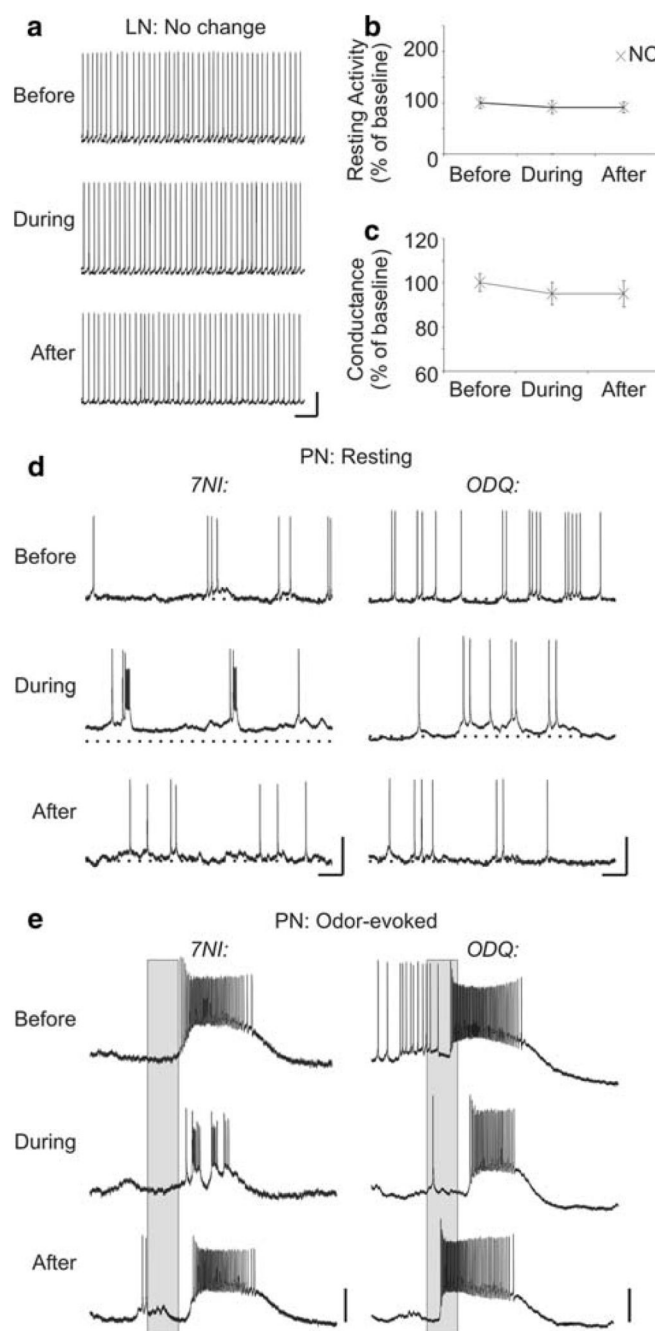 a
LN: No change
Before
During
After
b
Resting Activity
(% of baseline)
200
100
0
Before During After
NC
c
Conductance
(% of baseline)
120
100
80
60
Before During After
d
PN: Resting
7NI: ODQ:
Before
During
After
e
PN: Odor-evoked
7NI: ODQ:
Before
During
After